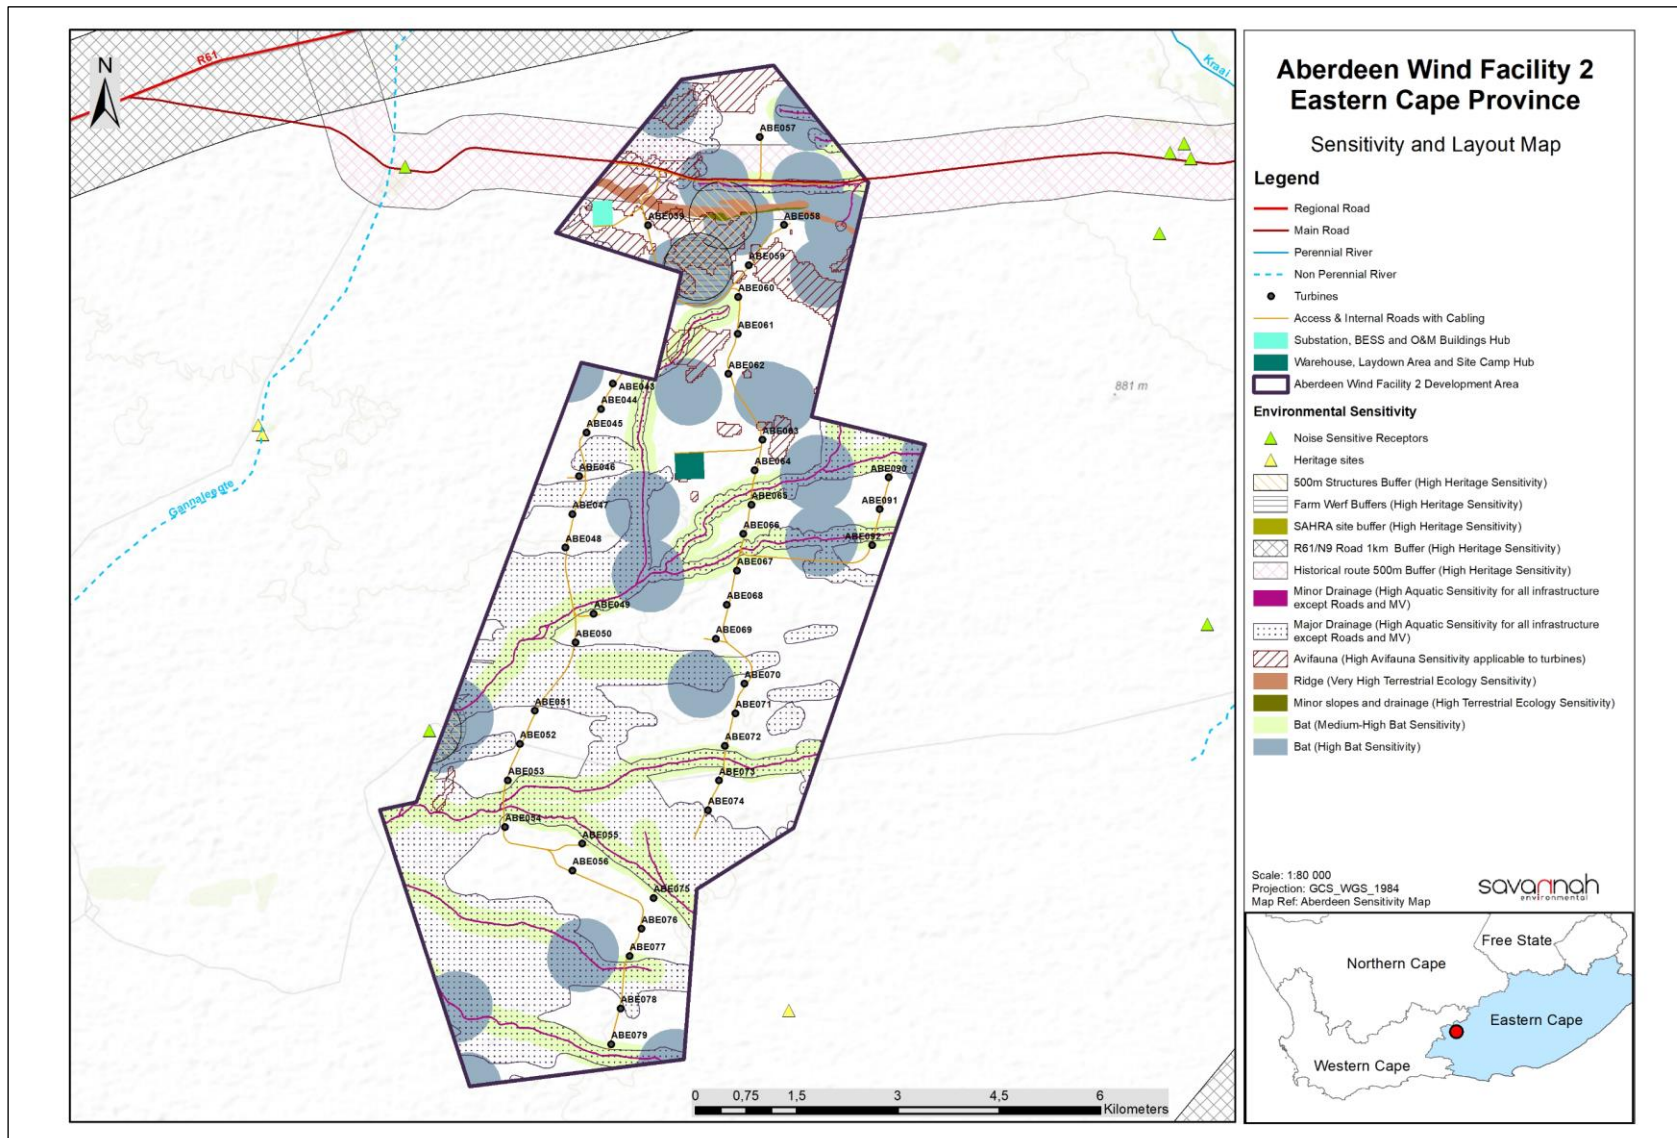 N
R61
Kraai
Gannaleegte
881 m
ABE057
ABE039
ABE058
ABE059
ABE060
ABE061
ABE062
ABE043
ABE044
ABE045
ABE063
ABE046
ABE064
ABE090
ABE065
ABE091
ABE047
ABE066
ABE092
ABE048
ABE067
ABE068
ABE049
ABE050
ABE069
ABE070
ABE051
ABE071
ABE052
ABE072
ABE053
ABE073
ABE074
ABE054
ABE055
ABE056
ABE075
ABE076
ABE077
ABE078
ABE079
0 0,75 1,5 3 4,5 6
Kilometers
Aberdeen Wind Facility 2
Eastern Cape Province
Sensitivity and Layout Map
Legend
Regional Road
Main Road
Perennial River
Non Perennial River
Turbines
Access & Internal Roads with Cabling
Substation, BESS and O&M Buildings Hub
Warehouse, Laydown Area and Site Camp Hub
Aberdeen Wind Facility 2 Development Area
Environmental Sensitivity
Noise Sensitive Receptors
Heritage sites
500m Structures Buffer (High Heritage Sensitivity)
Farm Werf Buffers (High Heritage Sensitivity)
SAHRA site buffer (High Heritage Sensitivity)
R61/N9 Road 1km Buffer (High Heritage Sensitivity)
Historical route 500m Buffer (High Heritage Sensitivity)
Minor Drainage (High Aquatic Sensitivity for all infrastructure
except Roads and MV)
Major Drainage (High Aquatic Sensitivity for all infrastructure
except Roads and MV)
Avifauna (High Avifauna Sensitivity applicable to turbines)
Ridge (Very High Terrestrial Ecology Sensitivity)
Minor slopes and drainage (High Terrestrial Ecology Sensitivity)
Bat (Medium-High Bat Sensitivity)
Bat (High Bat Sensitivity)
Scale: 1:80 000
Projection: GCS_WGS_1984
Map Ref: Aberdeen Sensitivity Map
savannah
environmental
Free State
Northern Cape
Eastern Cape
Western Cape